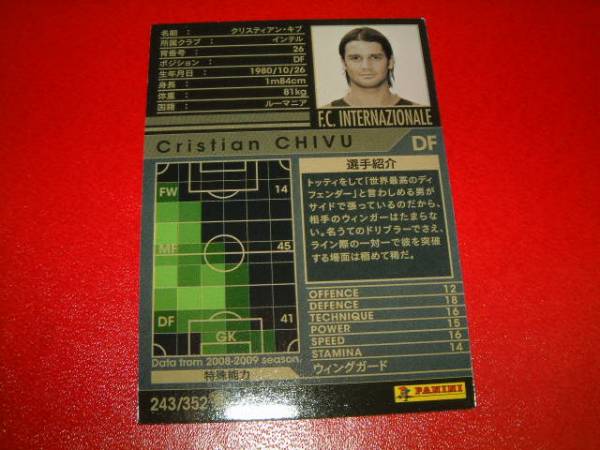 名前 : クリスティアン・キブ
所属クラブ : インテル
背番号 : 26
ポジション : DF
生年月日 : 1980/10/26
身長 : 1m84cm
体重 : 81kg
国籍 : ルーマニア
F.C. INTERNAZIONALE
Cristian CHIVU DF
FW 14
MF 45
DF 41
GK
Data from 2008-2009 season.
特殊能力
243/352
選手紹介
トッティをして「世界最高のディ
フェンダー」と言わしめる男が
サイドで張っているのだから、
相手のウィンガーはたまらな
い。名うてのドリブラーでさえ、
ライン際の一対一で彼を突破
する場面は極めて稀だ。
OFFENCE 12
DEFENCE 18
TECHNIQUE 16
POWER 15
SPEED 16
STAMINA 14
ウィングガード
PANINI